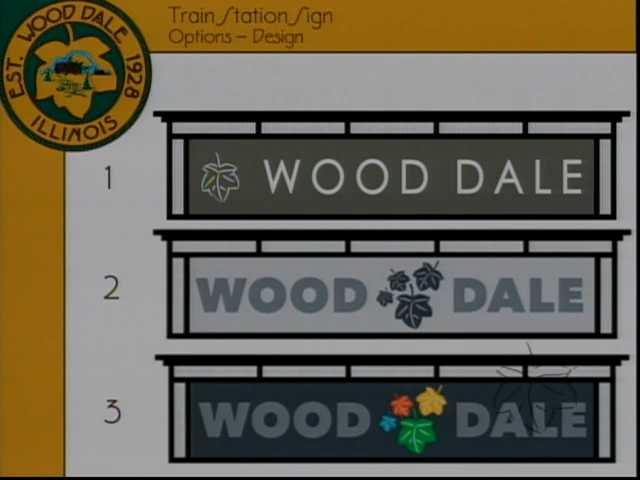 Train Station Sign
Options – Design
EST. WOOD DALE 1928
ILLINOIS
1
WOOD DALE
2
WOOD DALE
3
WOOD DALE